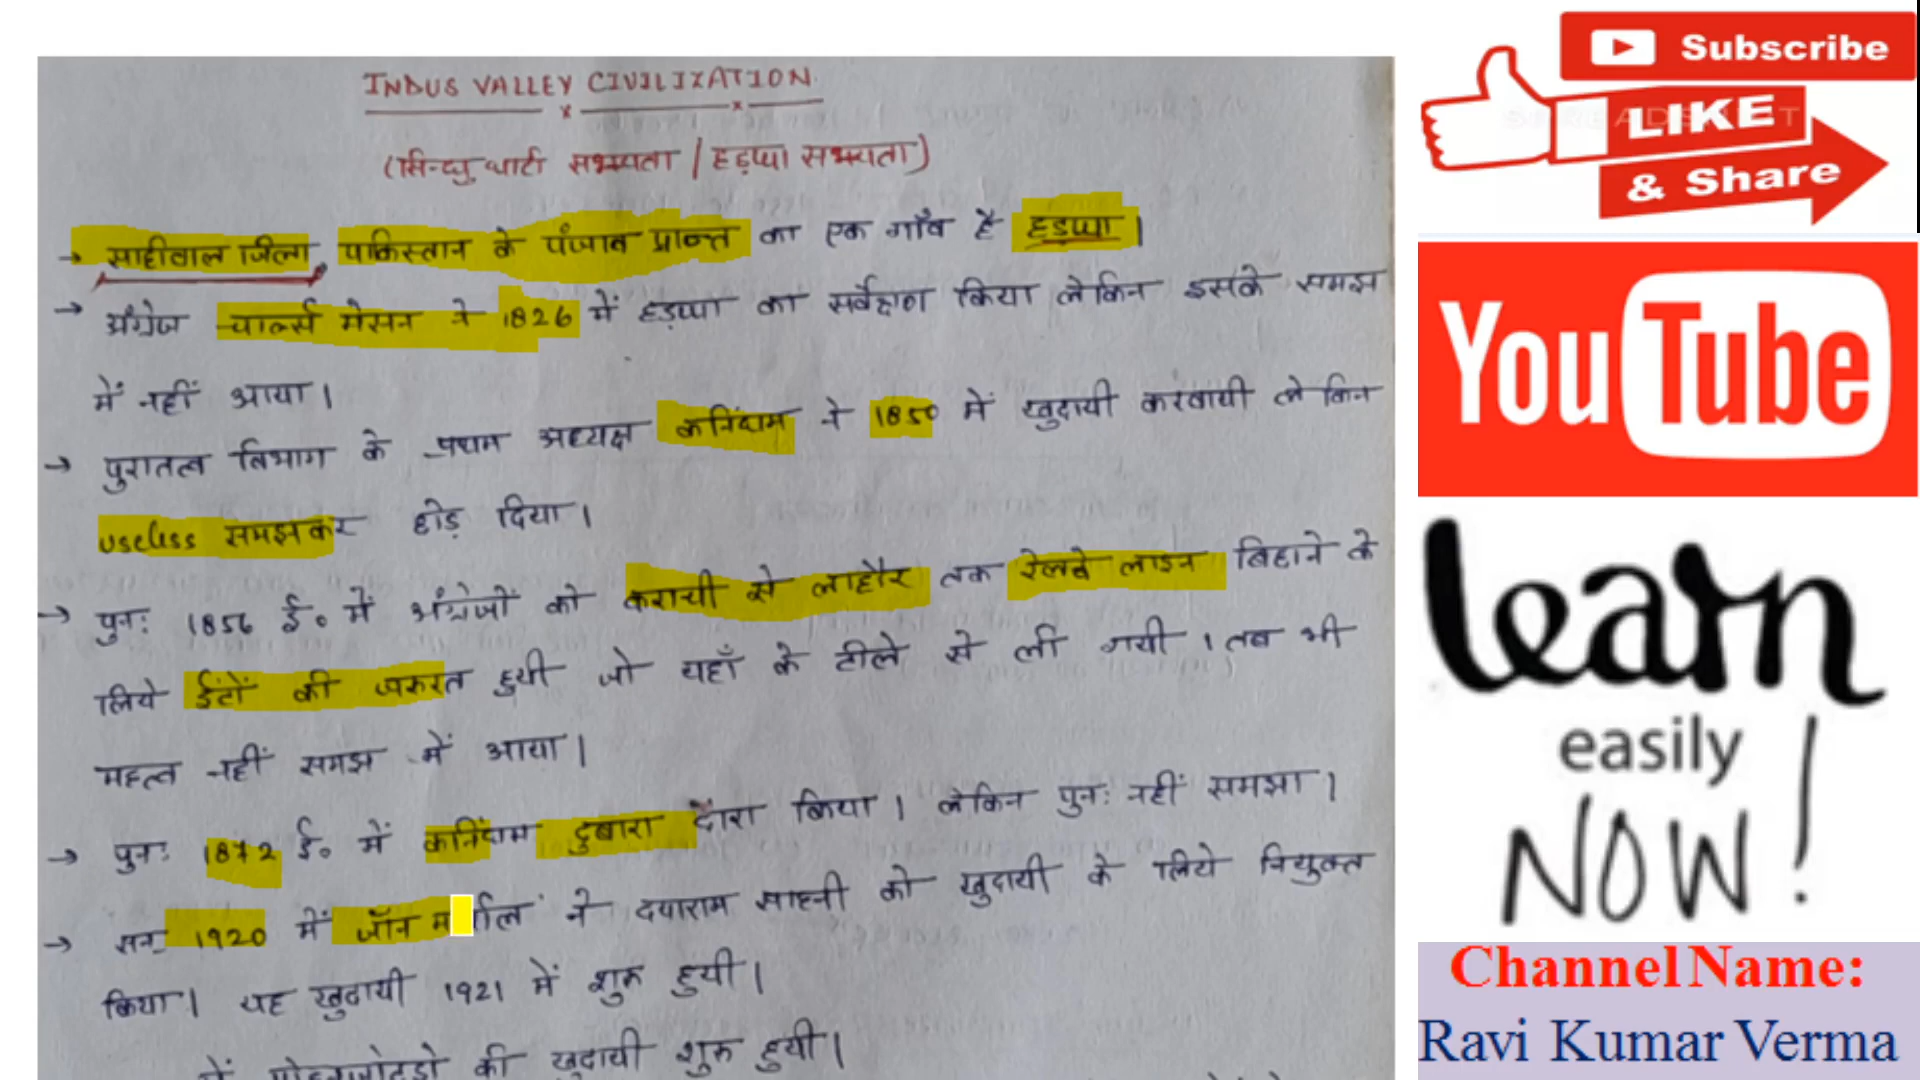 INDUS VALLEY CIVILIZATION
(सिन्धु घाटी सभ्यता / हड़प्पा सभ्यता)
→ साहीवाल जिला, पाकिस्तान के पंजाब प्रान्त का एक गाँव है हड़प्पा।
→ अंग्रेज चार्ल्स मेसन ने 1826 में हड़प्पा का सर्वेक्षण किया लेकिन इसके समझ
में नहीं आया।
→ पुरातत्व विभाग के प्रथम अध्यक्ष कनिंघम ने 1850 में खुदायी करवायी लेकिन
useless समझकर छोड़ दिया।
→ पुनः 1856 ई० में अंग्रेजों को कराची से लाहौर तक रेलवे लाइन बिछाने के
लिये ईंटों की जरुरत हुयी जो यहाँ के टीले से ली गयी। तब भी
महत्व नहीं समझ में आया।
→ पुनः 1872 ई० में कनिंघम दुबारा दौरा किया। लेकिन पुनः नहीं समझा।
→ सन् 1920 में जॉन मार्शल ने दयाराम साहनी को खुदायी के लिये नियुक्त
किया। यह खुदायी 1921 में शुरू हुयी।
में मोहनजोदड़ो की खुदायी शुरू हुयी।
Subscribe
LIKE
& Share
YouTube
learn
easily
NOW!
Channel Name:
Ravi Kumar Verma